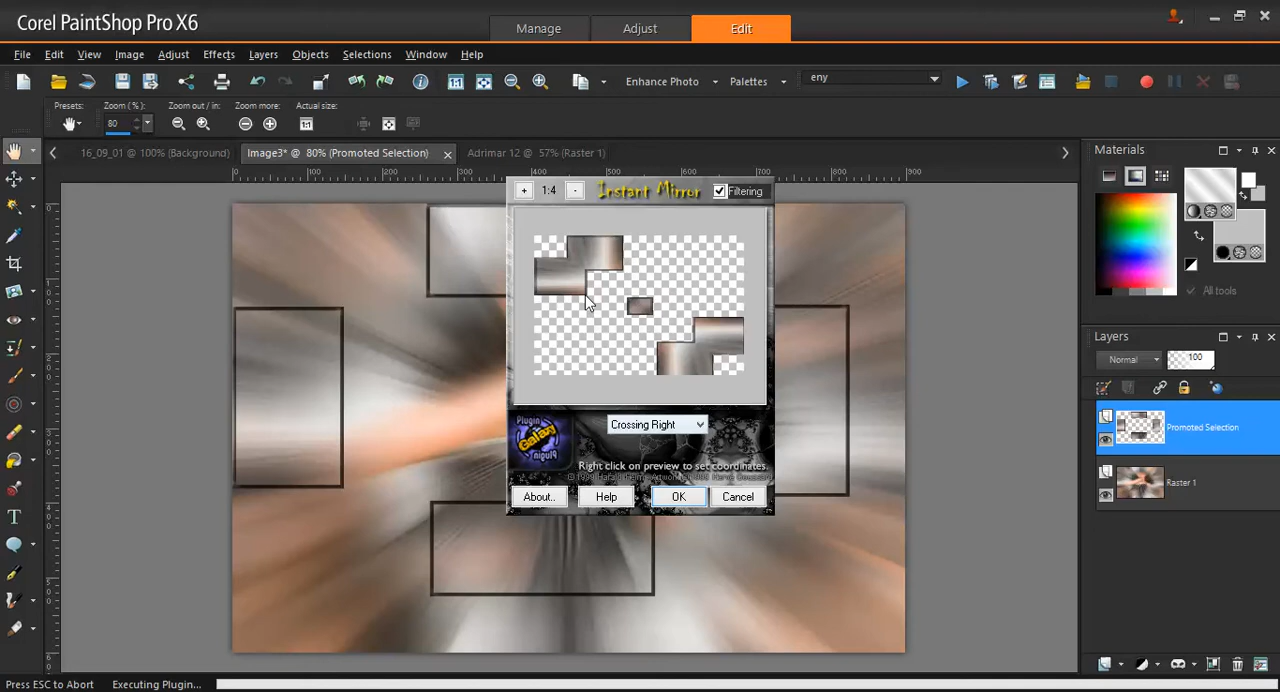 Corel PaintShop Pro X6
Manage
Adjust
Edit
File
Edit
View
Image
Adjust
Effects
Layers
Objects
Selections
Window
Help
Enhance Photo
Palettes
eny
Presets:
Zoom ( % ):
Zoom out / in:
Zoom more:
Actual size:
80
16_09_01 @ 100% (Background)
Image3* @ 80% (Promoted Selection)
Adrimar 12 @ 57% (Raster 1)
Materials
All tools
Layers
Normal
100
Promoted Selection
Raster 1
+
1:4
-
Instant Mirror
Filtering
Plugin
Galaxy
Crossing Right
Right click on preview to set coordinates.
About..
Help
OK
Cancel
Press ESC to Abort
Executing Plugin...